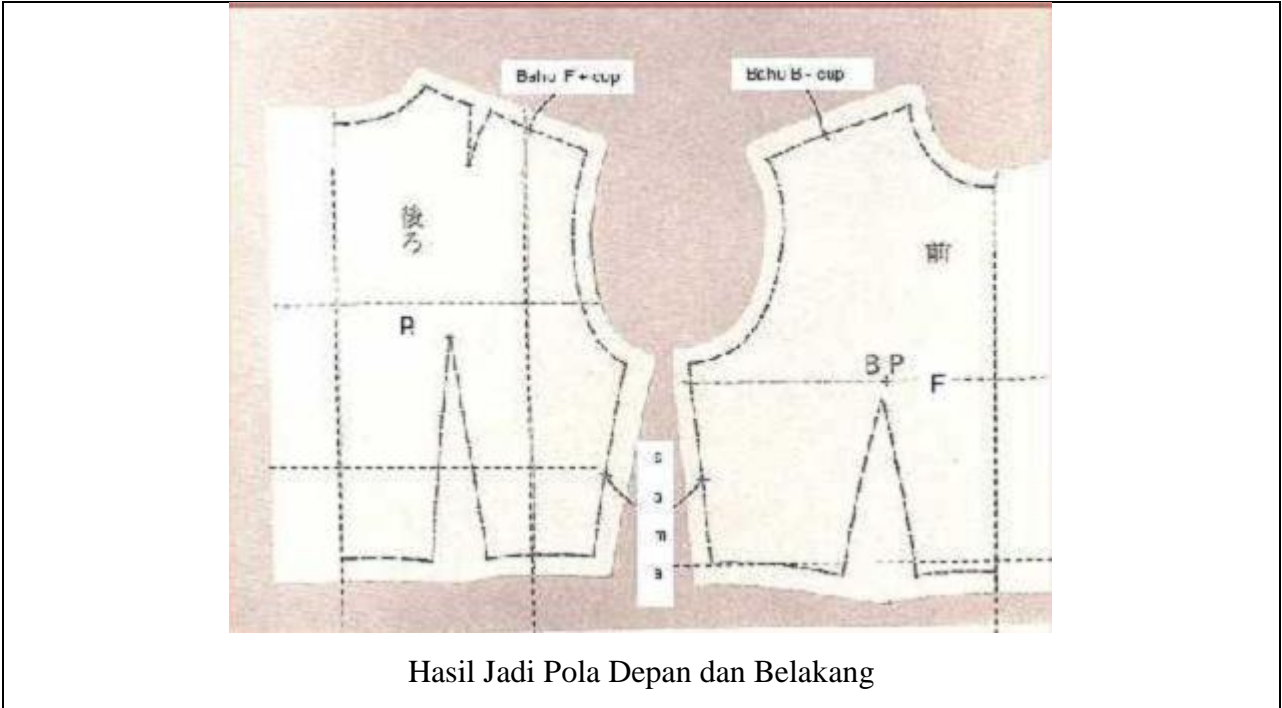 Bahu F + cup
Bahu B - cup
後ろ
前
B.P
F
Hasil Jadi Pola Depan dan Belakang